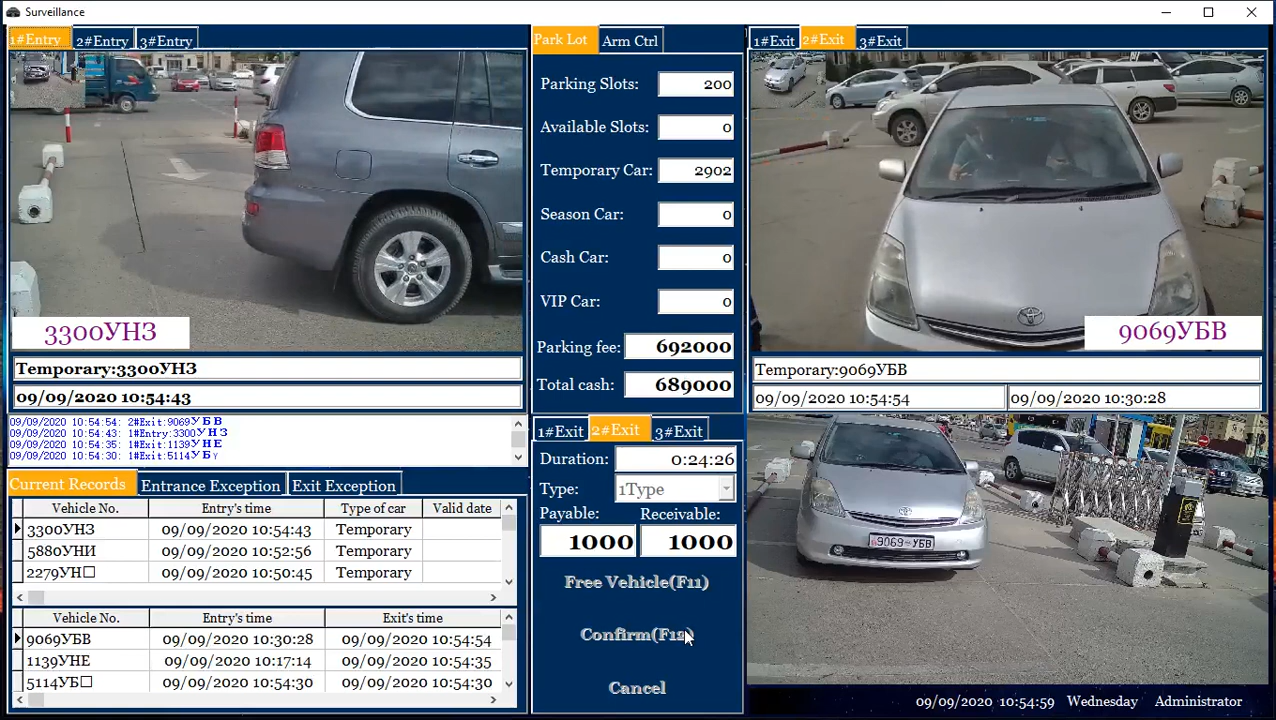 Surveillance
1#Entry 2#Entry 3#Entry
3300УНЗ
Temporary:3300УНЗ
09/09/2020 10:54:43
09/09/2020 10:54:54: 2#Exit:9069УБВ
09/09/2020 10:54:43: 1#Entry:3300УНЗ
09/09/2020 10:54:35: 1#Exit:1139УНЕ
09/09/2020 10:54:30: 1#Exit:5114УБY
Current Records Entrance Exception Exit Exception
Vehicle No. Entry's time Type of car Valid date
3300УНЗ 09/09/2020 10:54:43 Temporary
5880УНИ 09/09/2020 10:52:56 Temporary
2279УН□ 09/09/2020 10:50:45 Temporary
Vehicle No. Entry's time Exit's time
9069УБВ 09/09/2020 10:30:28 09/09/2020 10:54:54
1139УНЕ 09/09/2020 10:17:14 09/09/2020 10:54:35
5114УБ□ 09/09/2020 10:54:30 09/09/2020 10:54:30
Park Lot Arm Ctrl
Parking Slots: 200
Available Slots: 0
Temporary Car: 2902
Season Car: 0
Cash Car: 0
VIP Car: 0
Parking fee: 692000
Total cash: 689000
1#Exit 2#Exit 3#Exit
Duration: 0:24:26
Type: 1Type
Payable: Receivable:
1000 1000
Free Vehicle(F11)
Confirm(F12)
Cancel
1#Exit 2#Exit 3#Exit
9069УБВ
Temporary:9069УБВ
09/09/2020 10:54:54 09/09/2020 10:30:28
9069 УБВ
09/09/2020 10:54:59 Wednesday Administrator